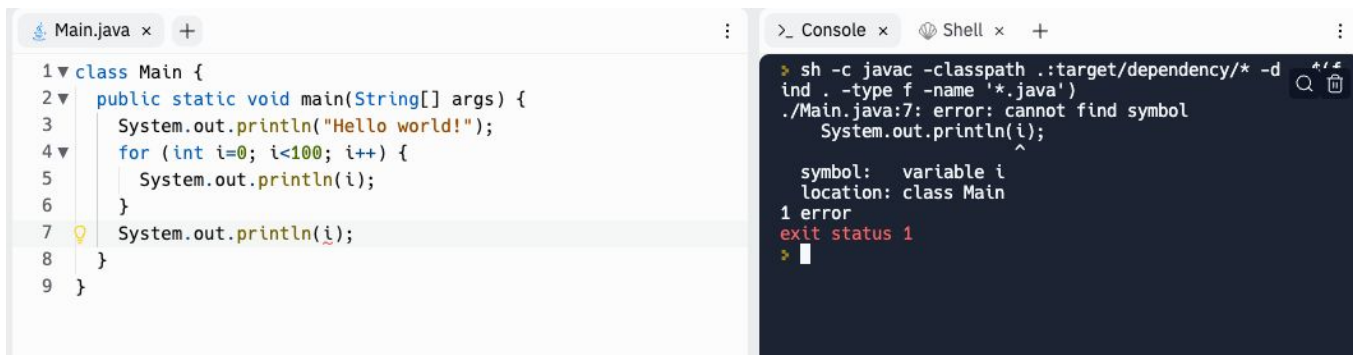 Main.java × +
1 class Main {
2 public static void main(String[] args) {
3 System.out.println("Hello world!");
4 for (int i=0; i<100; i++) {
5 System.out.println(i);
6 }
7 System.out.println(i);
8 }
9 }
>_ Console × Shell × +
sh -c javac -classpath .:target/dependency/* -d
ind . -type f -name '*.java')
./Main.java:7: error: cannot find symbol
System.out.println(i);
^
symbol: variable i
location: class Main
1 error
exit status 1